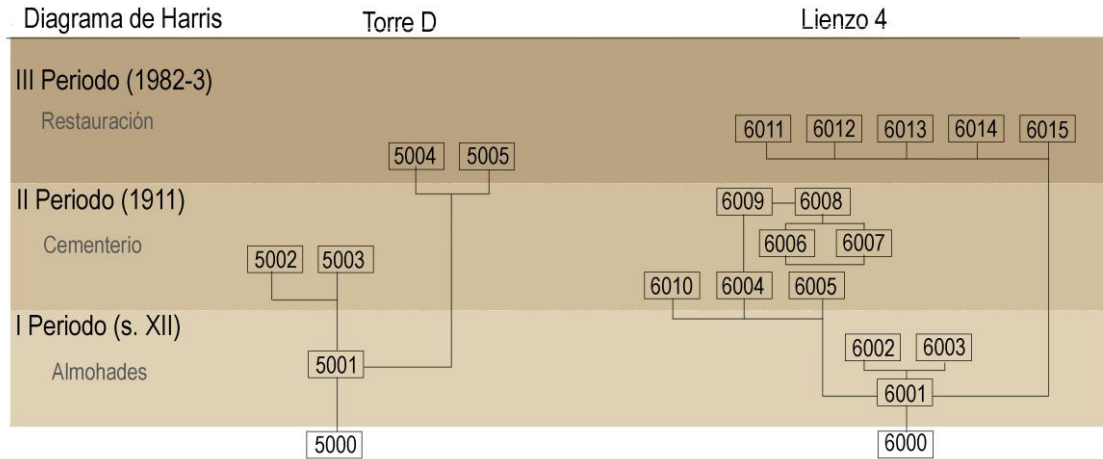 Diagrama de Harris Torre D Lienzo 4
III Periodo (1982-3)
Restauración
6011 6012 6013 6014 6015
5004 5005
II Periodo (1911)
6009 6008
Cementerio
6006 6007
5002 5003
6010 6004 6005
I Periodo (s. XII)
6002 6003
Almohades
5001
6001
5000 6000